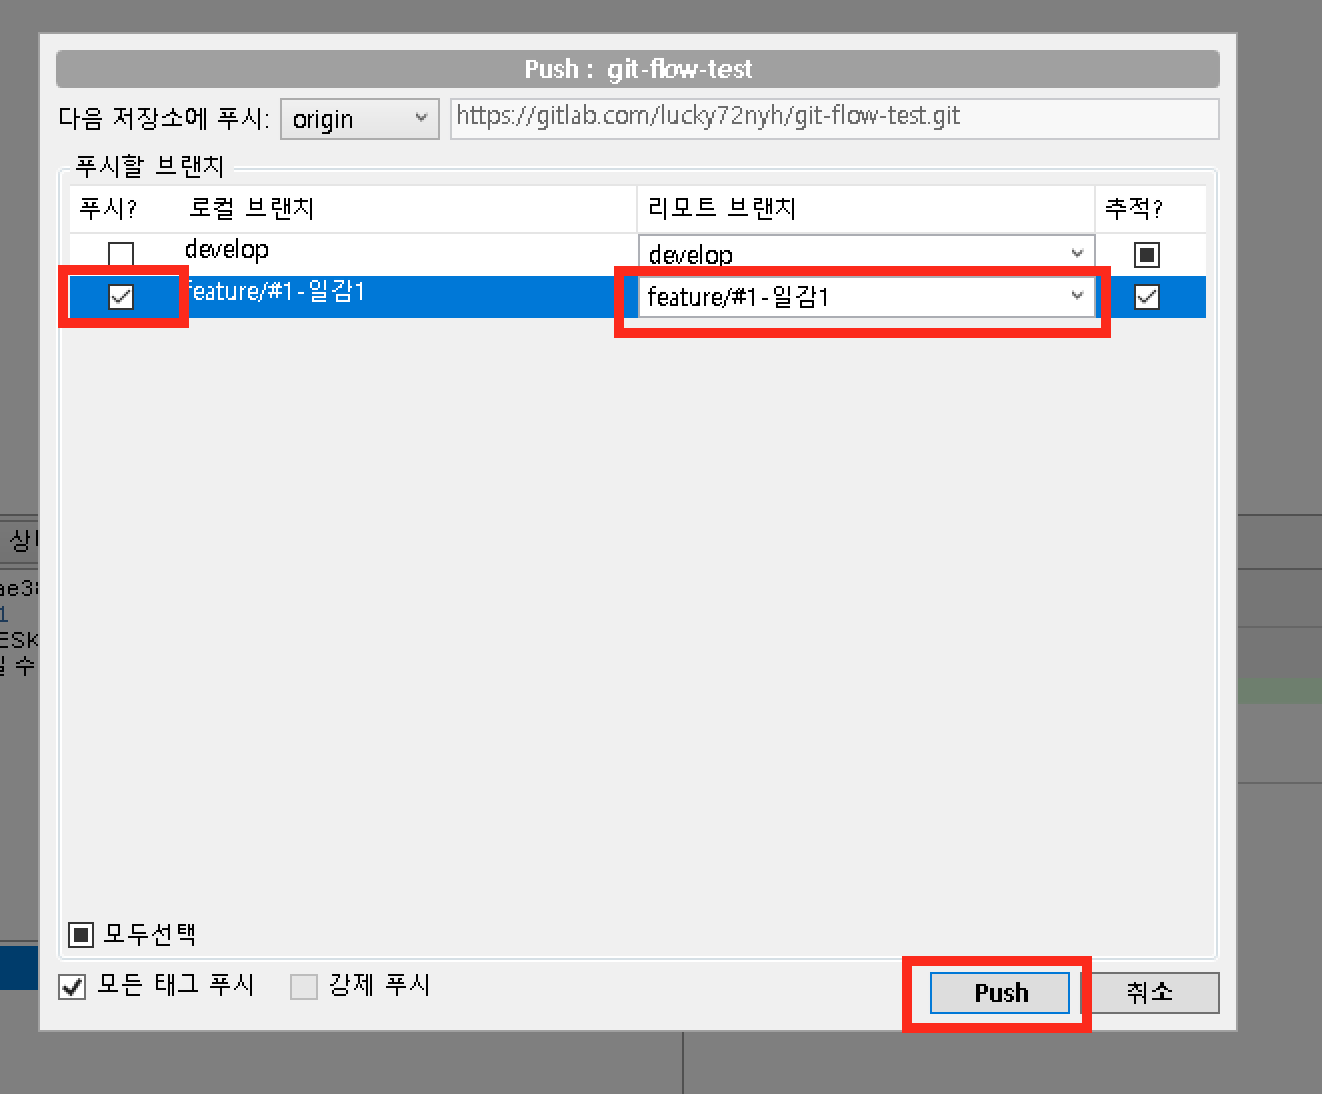 Push : git-flow-test
다음 저장소에 푸시: origin https://gitlab.com/lucky72nyh/git-flow-test.git
푸시할 브랜치
푸시? 로컬 브랜치 리모트 브랜치 추적?
develop develop
feature/#1-일감1 feature/#1-일감1
ae3
1
ESK
수
모두선택
모든 태그 푸시 강제 푸시
Push 취소